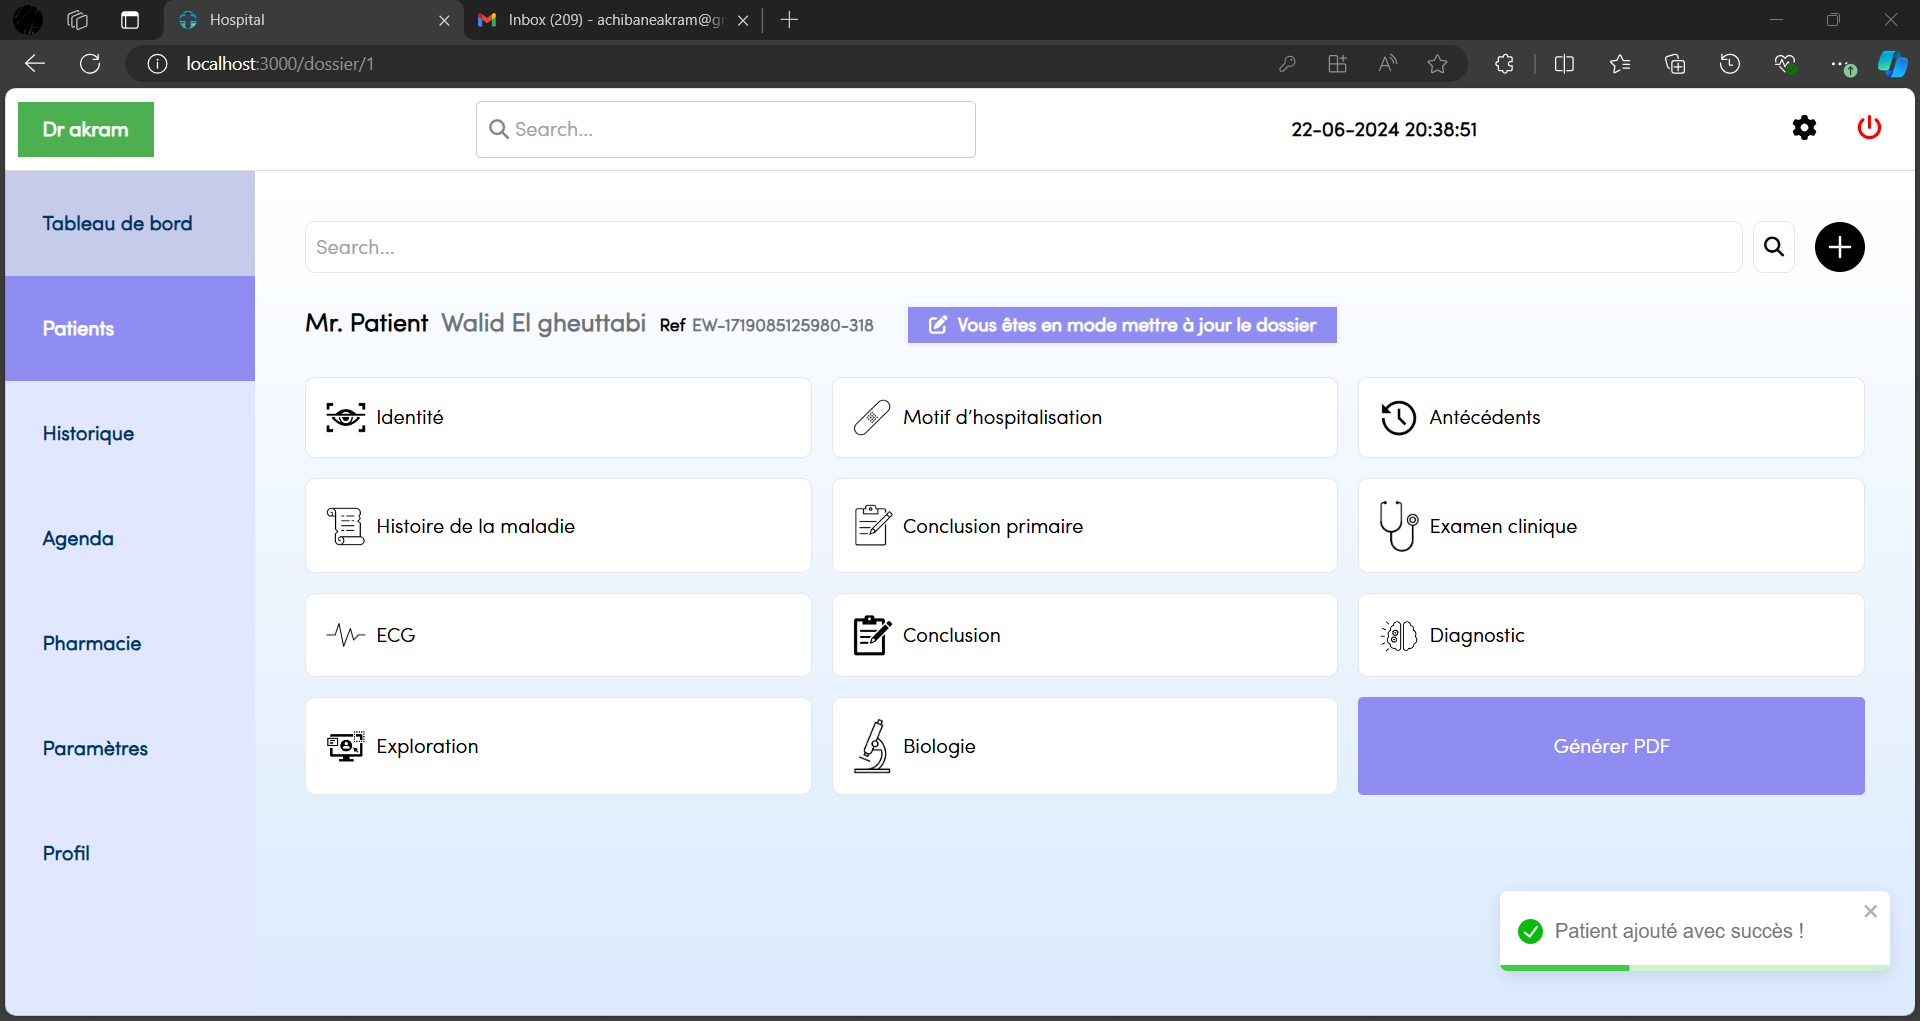 Hospital
Inbox (209) - achibaneakram@gr
localhost:3000/dossier/1
Dr akram
Search...
22-06-2024 20:38:51
Tableau de bord
Patients
Historique
Agenda
Pharmacie
Paramètres
Profil
Search...
Mr. Patient Walid El gheuttabi Ref EW-1719085125980-318
Vous êtes en mode mettre à jour le dossier
Identité
Motif d’hospitalisation
Antécédents
Histoire de la maladie
Conclusion primaire
Examen clinique
ECG
Conclusion
Diagnostic
Exploration
Biologie
Générer PDF
Patient ajouté avec succès !